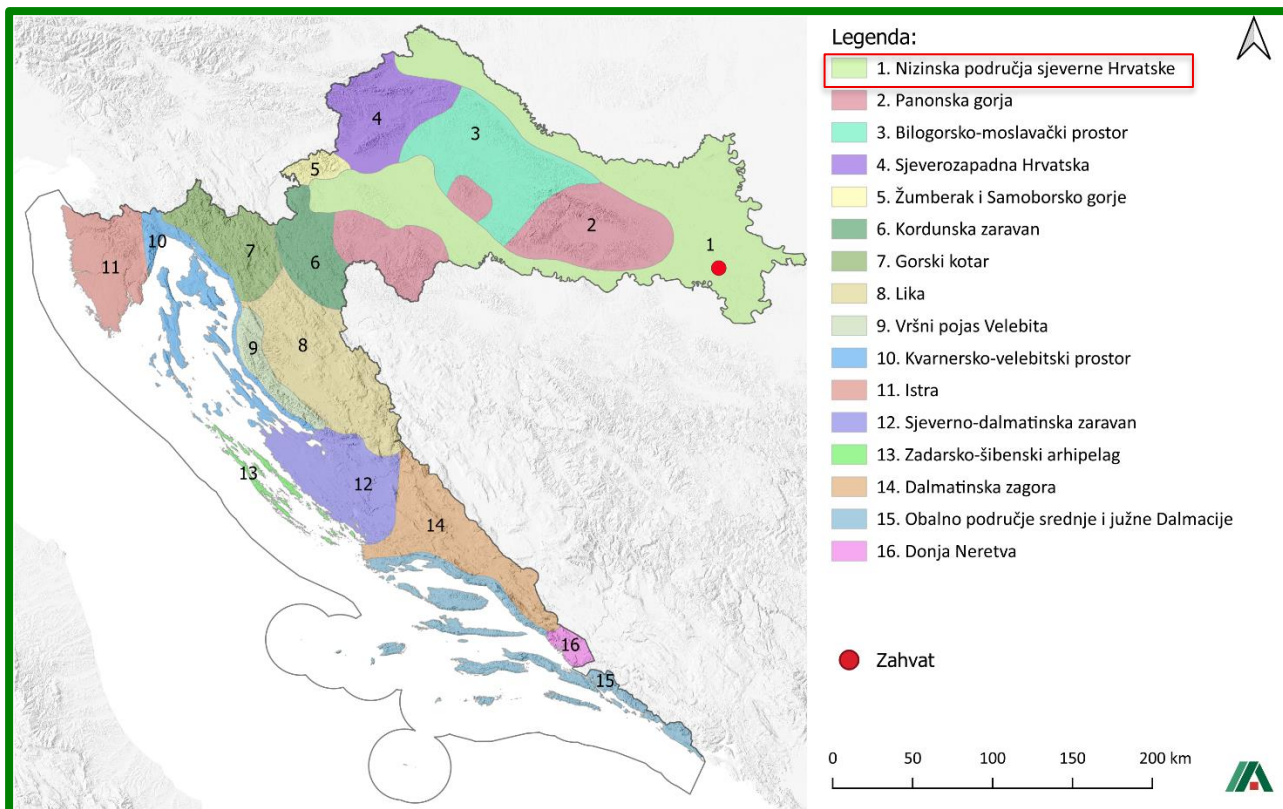 Legenda:
1. Nizinska područja sjeverne Hrvatske
2. Panonska gorja
3. Bilogorsko-moslavački prostor
4. Sjeverozapadna Hrvatska
5. Žumberak i Samoborsko gorje
6. Kordunska zaravan
7. Gorski kotar
8. Lika
9. Vršni pojas Velebita
10. Kvarnersko-velebitski prostor
11. Istra
12. Sjeverno-dalmatinska zaravan
13. Zadarsko-šibenski arhipelag
14. Dalmatinska zagora
15. Obalno područje srednje i južne Dalmacije
16. Donja Neretva
Zahvat
0 50 100 150 200 km
4
3
5
2
1
10
7
6
11
8
9
13
12
14
16
15